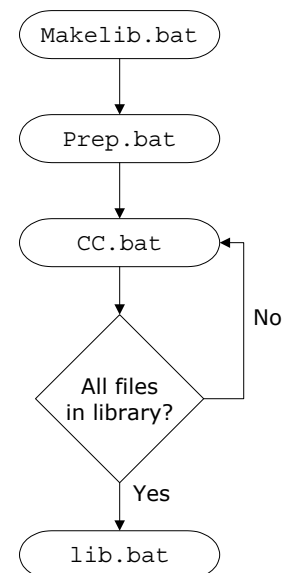 Makelib.bat
Prep.bat
CC.bat
No
All files
in library?
Yes
lib.bat